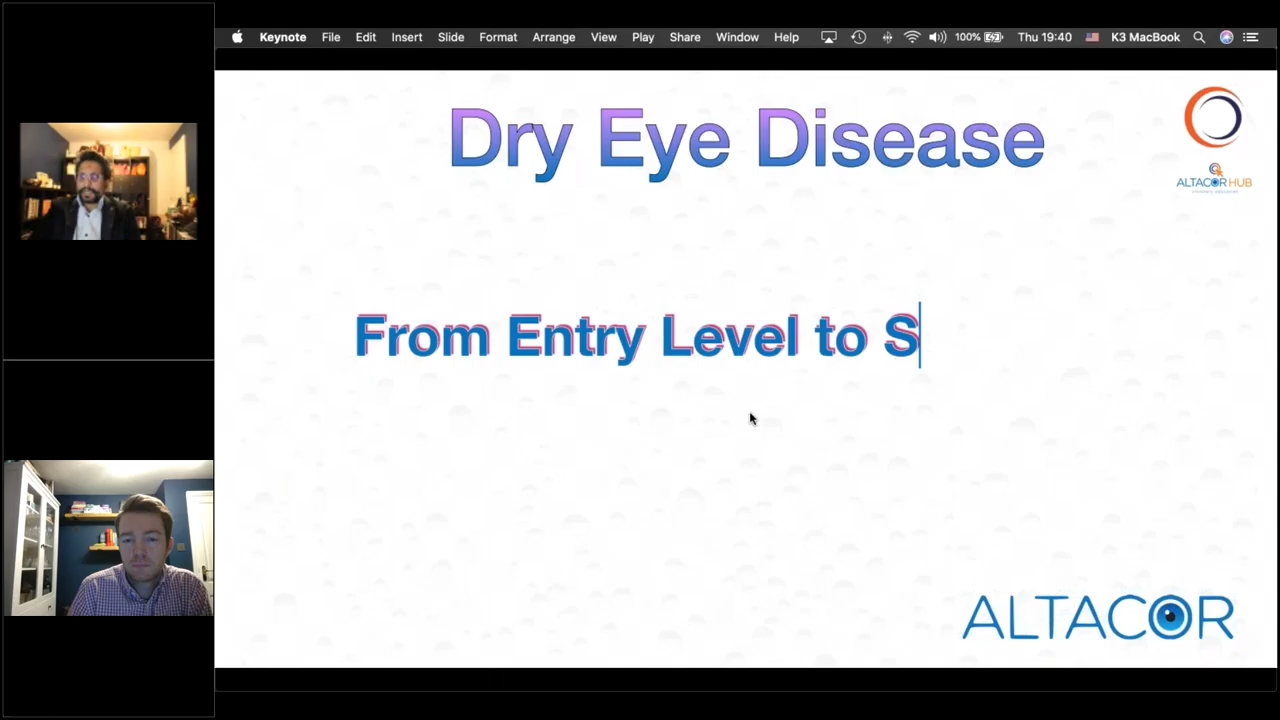 Keynote File Edit Insert Slide Format Arrange View Play Share Window Help 100% Thu 19:40 K3 MacBook
Dry Eye Disease
ALTACOR HUB
From Entry Level to S
ALTACOR